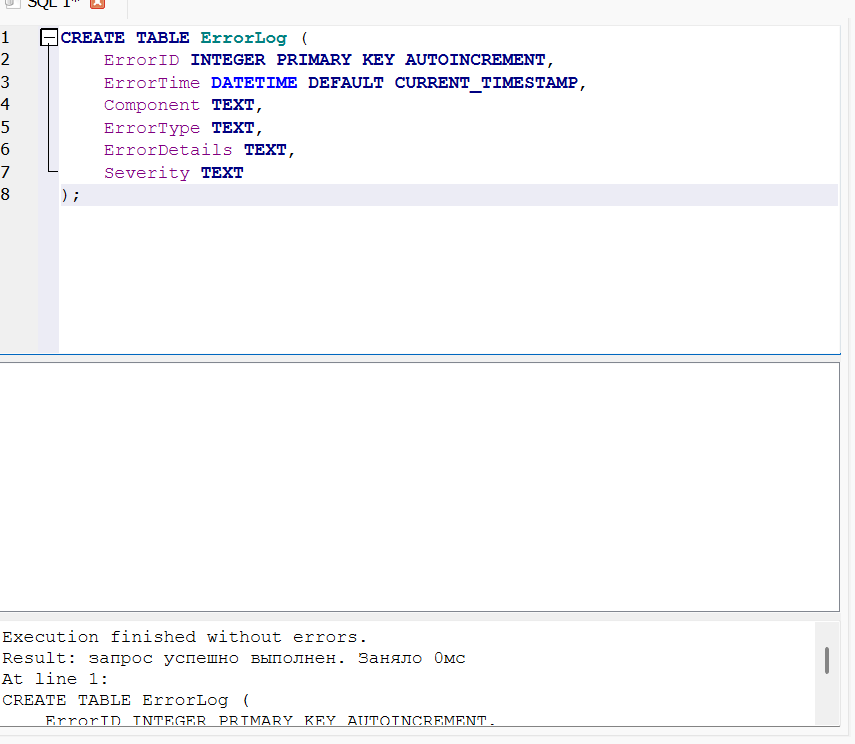 SQL 1*
1 CREATE TABLE ErrorLog (
2 ErrorID INTEGER PRIMARY KEY AUTOINCREMENT,
3 ErrorTime DATETIME DEFAULT CURRENT_TIMESTAMP,
4 Component TEXT,
5 ErrorType TEXT,
6 ErrorDetails TEXT,
7 Severity TEXT
8 );
Execution finished without errors.
Result: запрос успешно выполнен. Заняло 0мс
At line 1:
CREATE TABLE ErrorLog (
ErrorID INTEGER PRIMARY KEY AUTOINCREMENT,